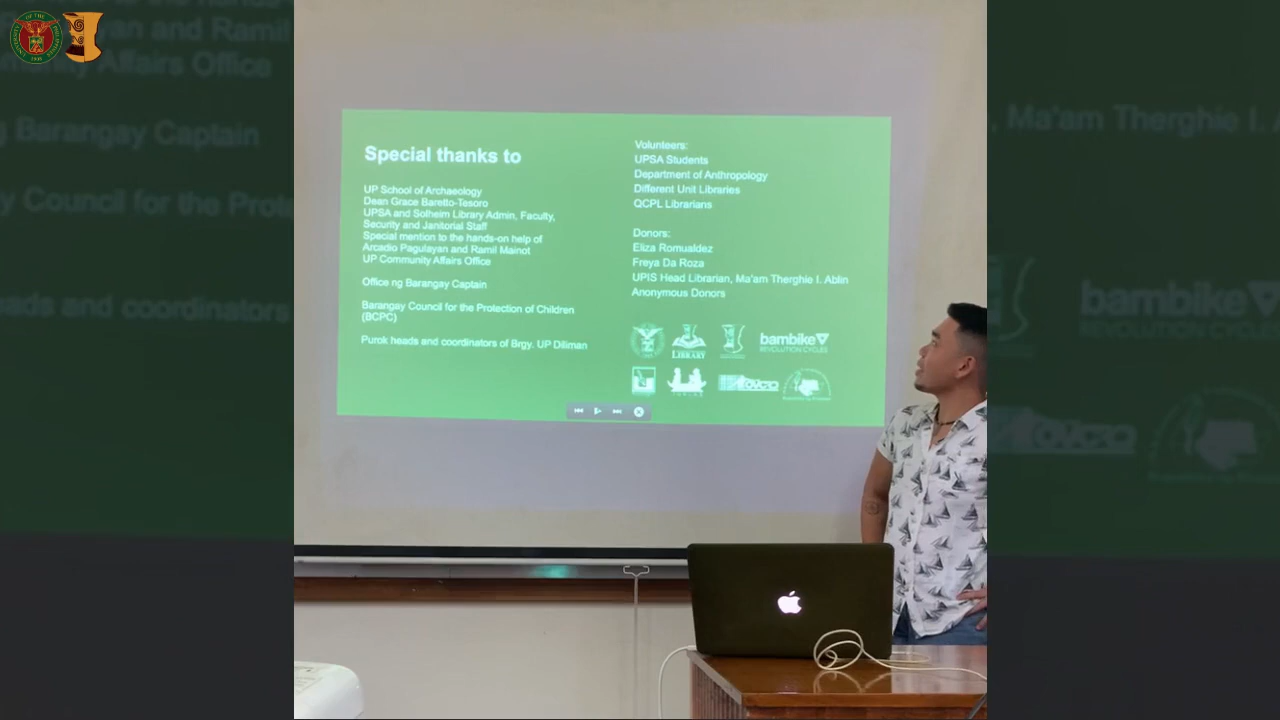 Special thanks to
UP School of Archaeology
Dean Grace Baretto-Tesoro
UPSA and Solheim Library Admin, Faculty,
Security and Janitorial Staff
Special mention to the hands-on help of
Arcadio Pagulayan and Ramil Mainot
UP Community Affairs Office
Office ng Barangay Captain
Barangay Council for the Protection of Children
(BCPC)
Purok heads and coordinators of Brgy. UP Diliman
Volunteers:
UPSA Students
Department of Anthropology
Different Unit Libraries
QCPL Librarians
Donors:
Eliza Romualdez
Freya Da Roza
UPIS Head Librarian, Ma'am Therghie I. Ablin
Anonymous Donors
LIBRARY
bambike
REVOLUTION CYCLES